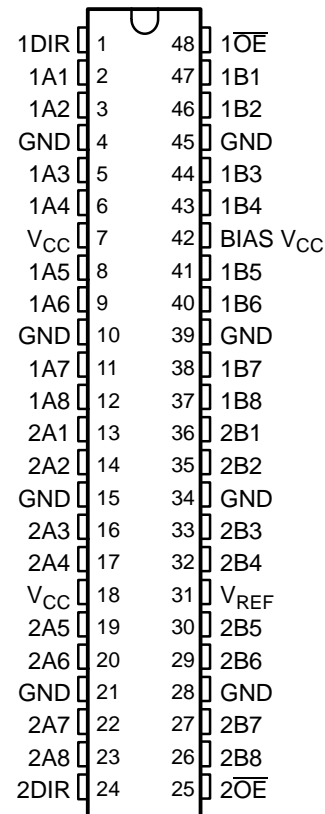 1DIR 1 48 1O̅E̅
1A1 2 47 1B1
1A2 3 46 1B2
GND 4 45 GND
1A3 5 44 1B3
1A4 6 43 1B4
VCC 7 42 BIAS VCC
1A5 8 41 1B5
1A6 9 40 1B6
GND 10 39 GND
1A7 11 38 1B7
1A8 12 37 1B8
2A1 13 36 2B1
2A2 14 35 2B2
GND 15 34 GND
2A3 16 33 2B3
2A4 17 32 2B4
VCC 18 31 VREF
2A5 19 30 2B5
2A6 20 29 2B6
GND 21 28 GND
2A7 22 27 2B7
2A8 23 26 2B8
2DIR 24 25 2O̅E̅